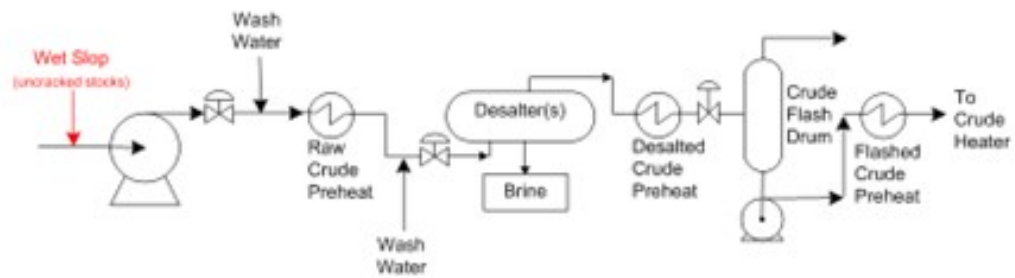 Wet Slop
(uncracked stocks)
Wash
Water
Raw
Crude
Preheat
Wash
Water
Desalter(s)
Brine
Desalted
Crude
Preheat
Crude
Flash
Drum
Flashed
Crude
Preheat
To
Crude
Heater